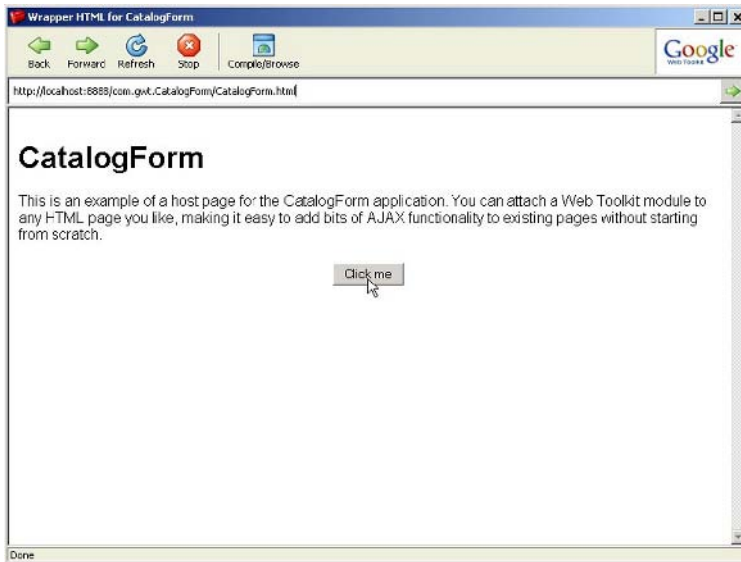 Wrapper HTML for CatalogForm
Back Forward Refresh Stop Compile/Browse
Google
Web Toolkit
http://localhost:8888/com.gwt.CatalogForm/CatalogForm.html
CatalogForm
This is an example of a host page for the CatalogForm application. You can attach a Web Toolkit module to
any HTML page you like, making it easy to add bits of AJAX functionality to existing pages without starting
from scratch.
Click me
Done